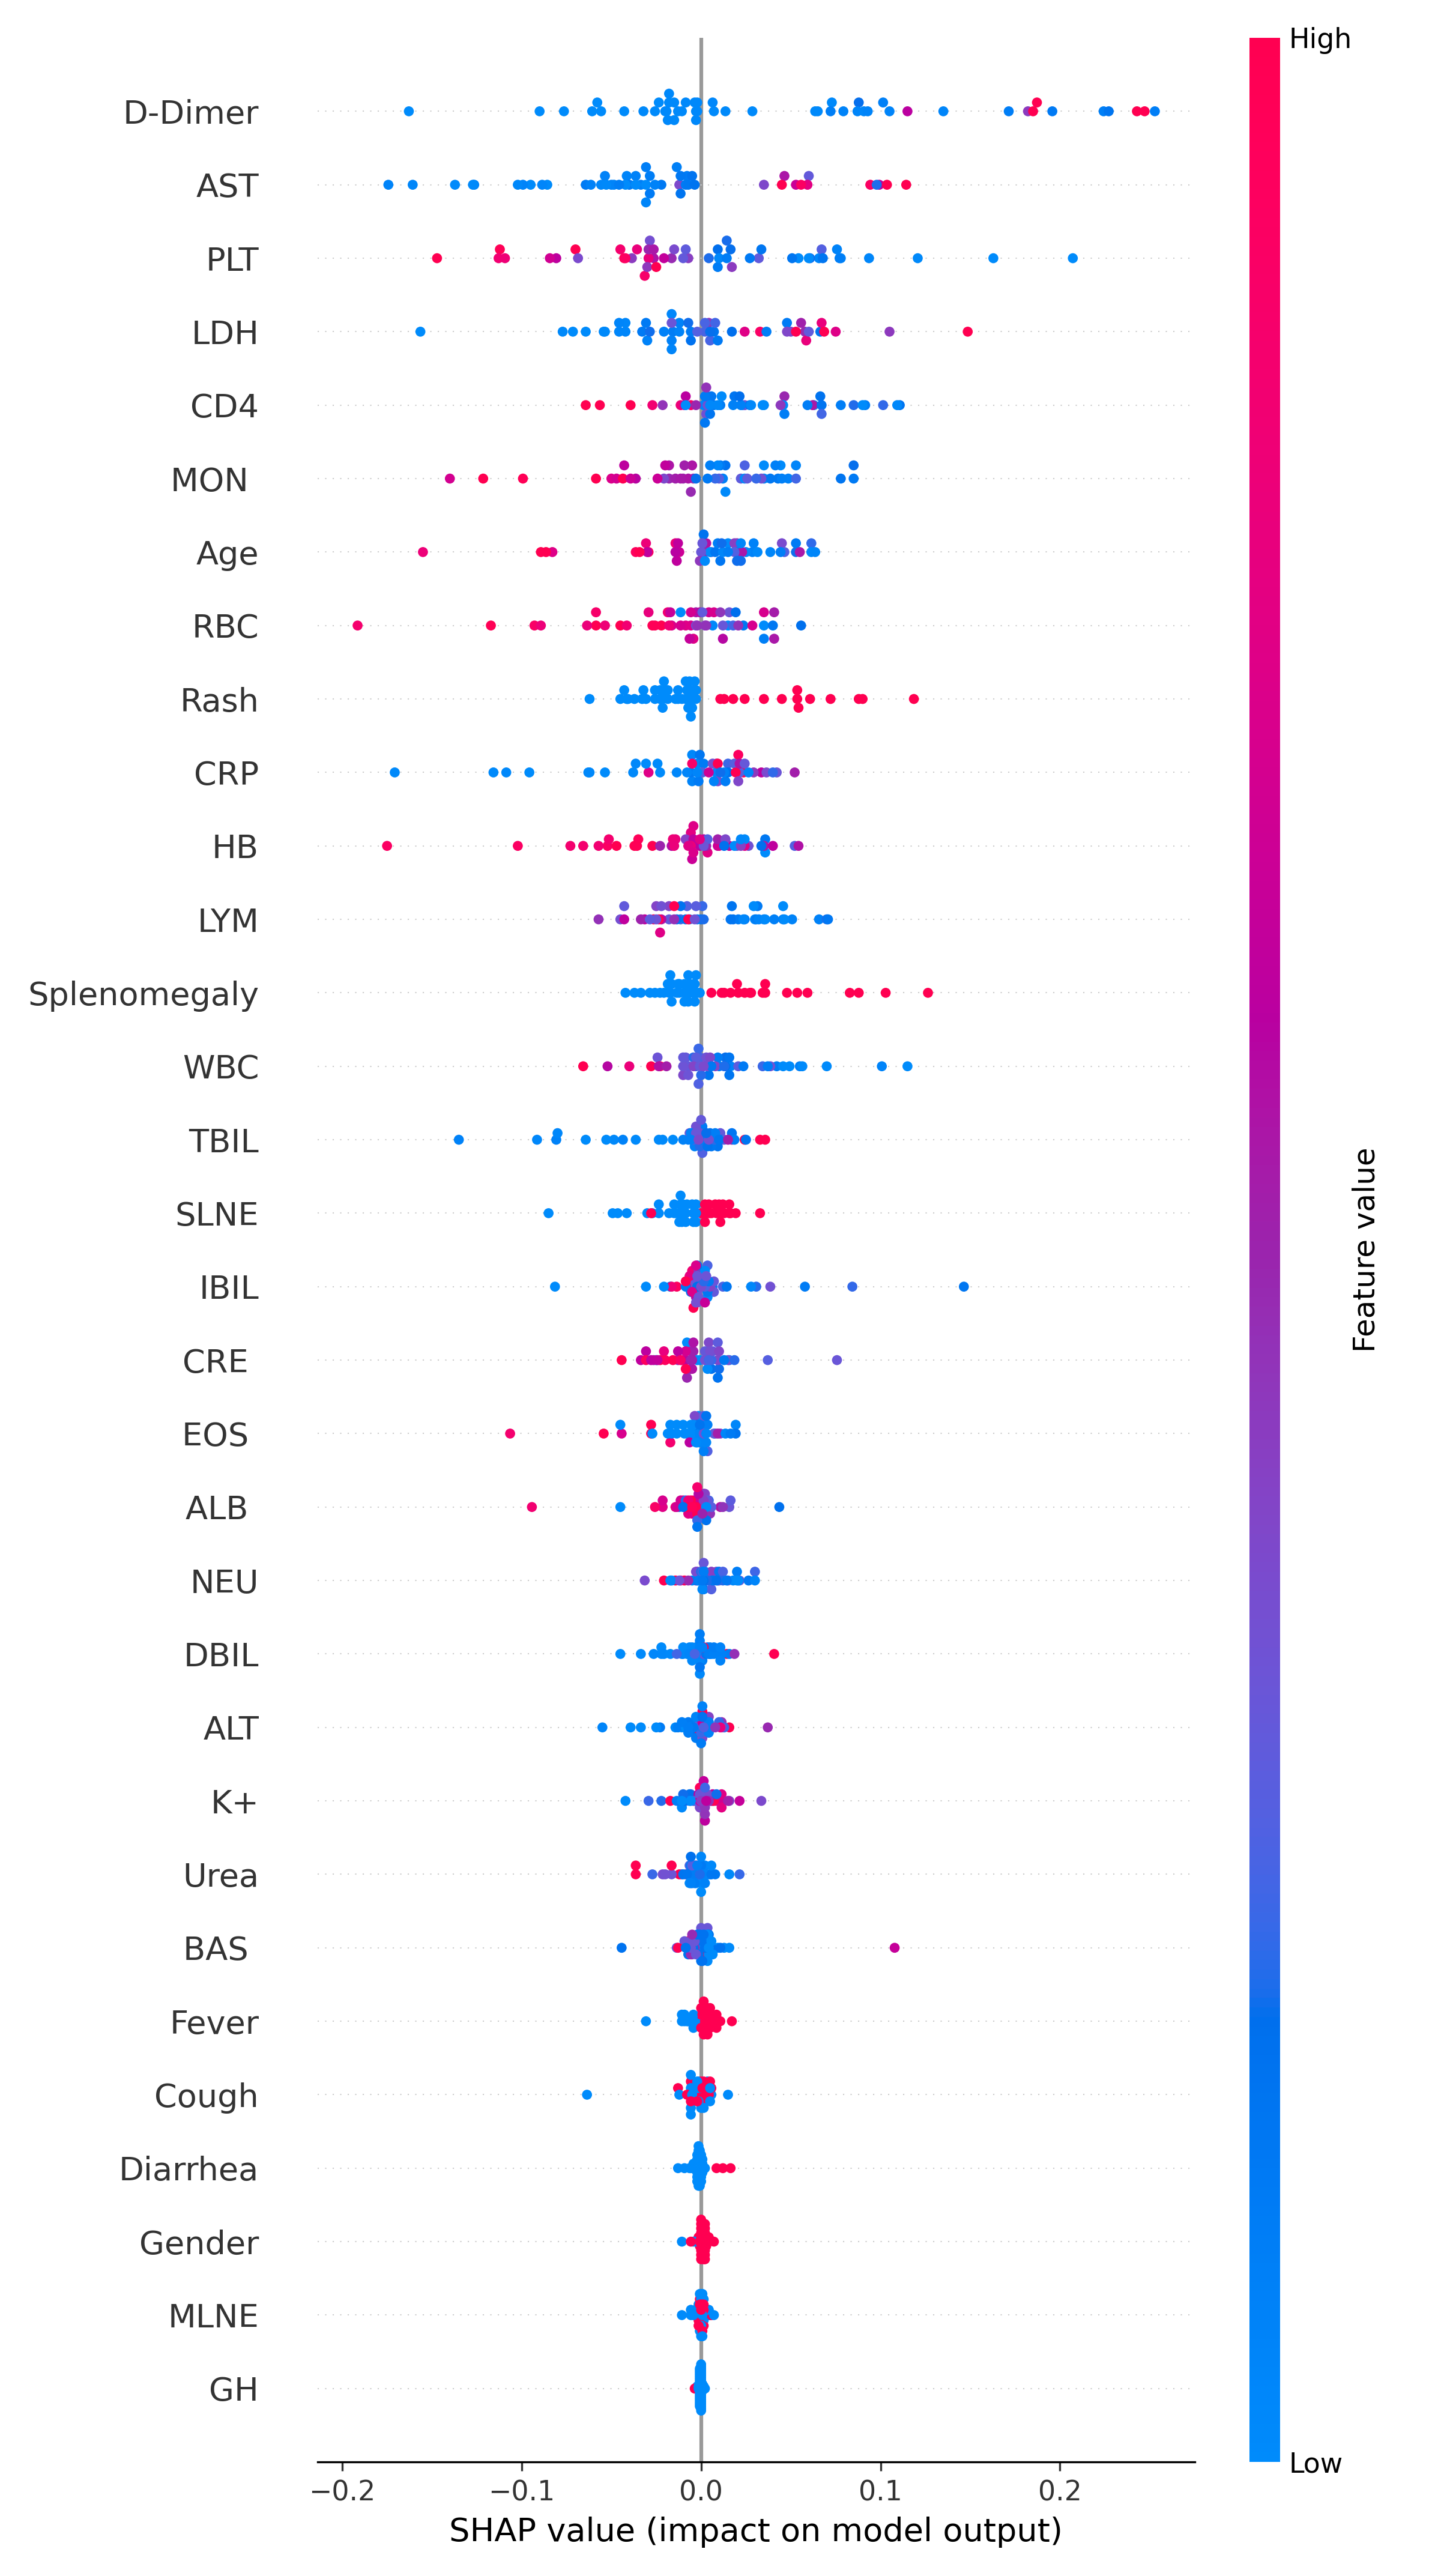 High
D-Dimer
AST
PLT
LDH
CD4
MON
Age
RBC
Rash
CRP
HB
LYM
Splenomegaly
WBC
TBIL
SLNE
IBIL
CRE
EOS
ALB
NEU
DBIL
ALT
K+
Urea
BAS
Fever
Cough
Diarrhea
Gender
MLNE
GH
Feature value
Low
−0.2 −0.1 0.0 0.1 0.2
SHAP value (impact on model output)